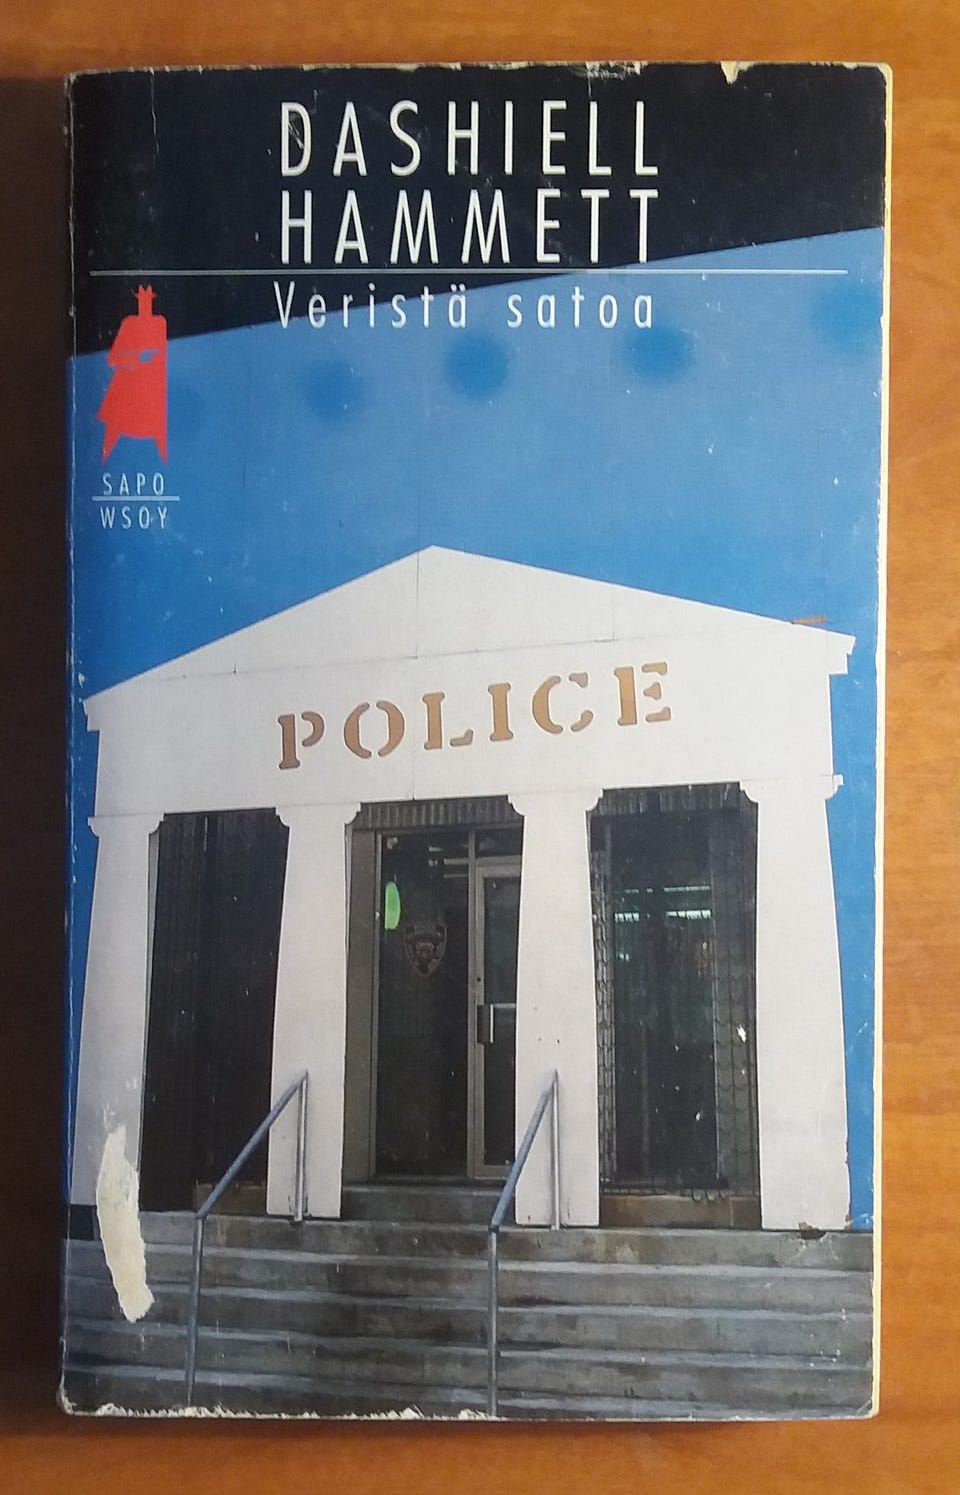 DASHIELL
HAMMETT
Veristä satoa
SAPO
WSOY
POLICE